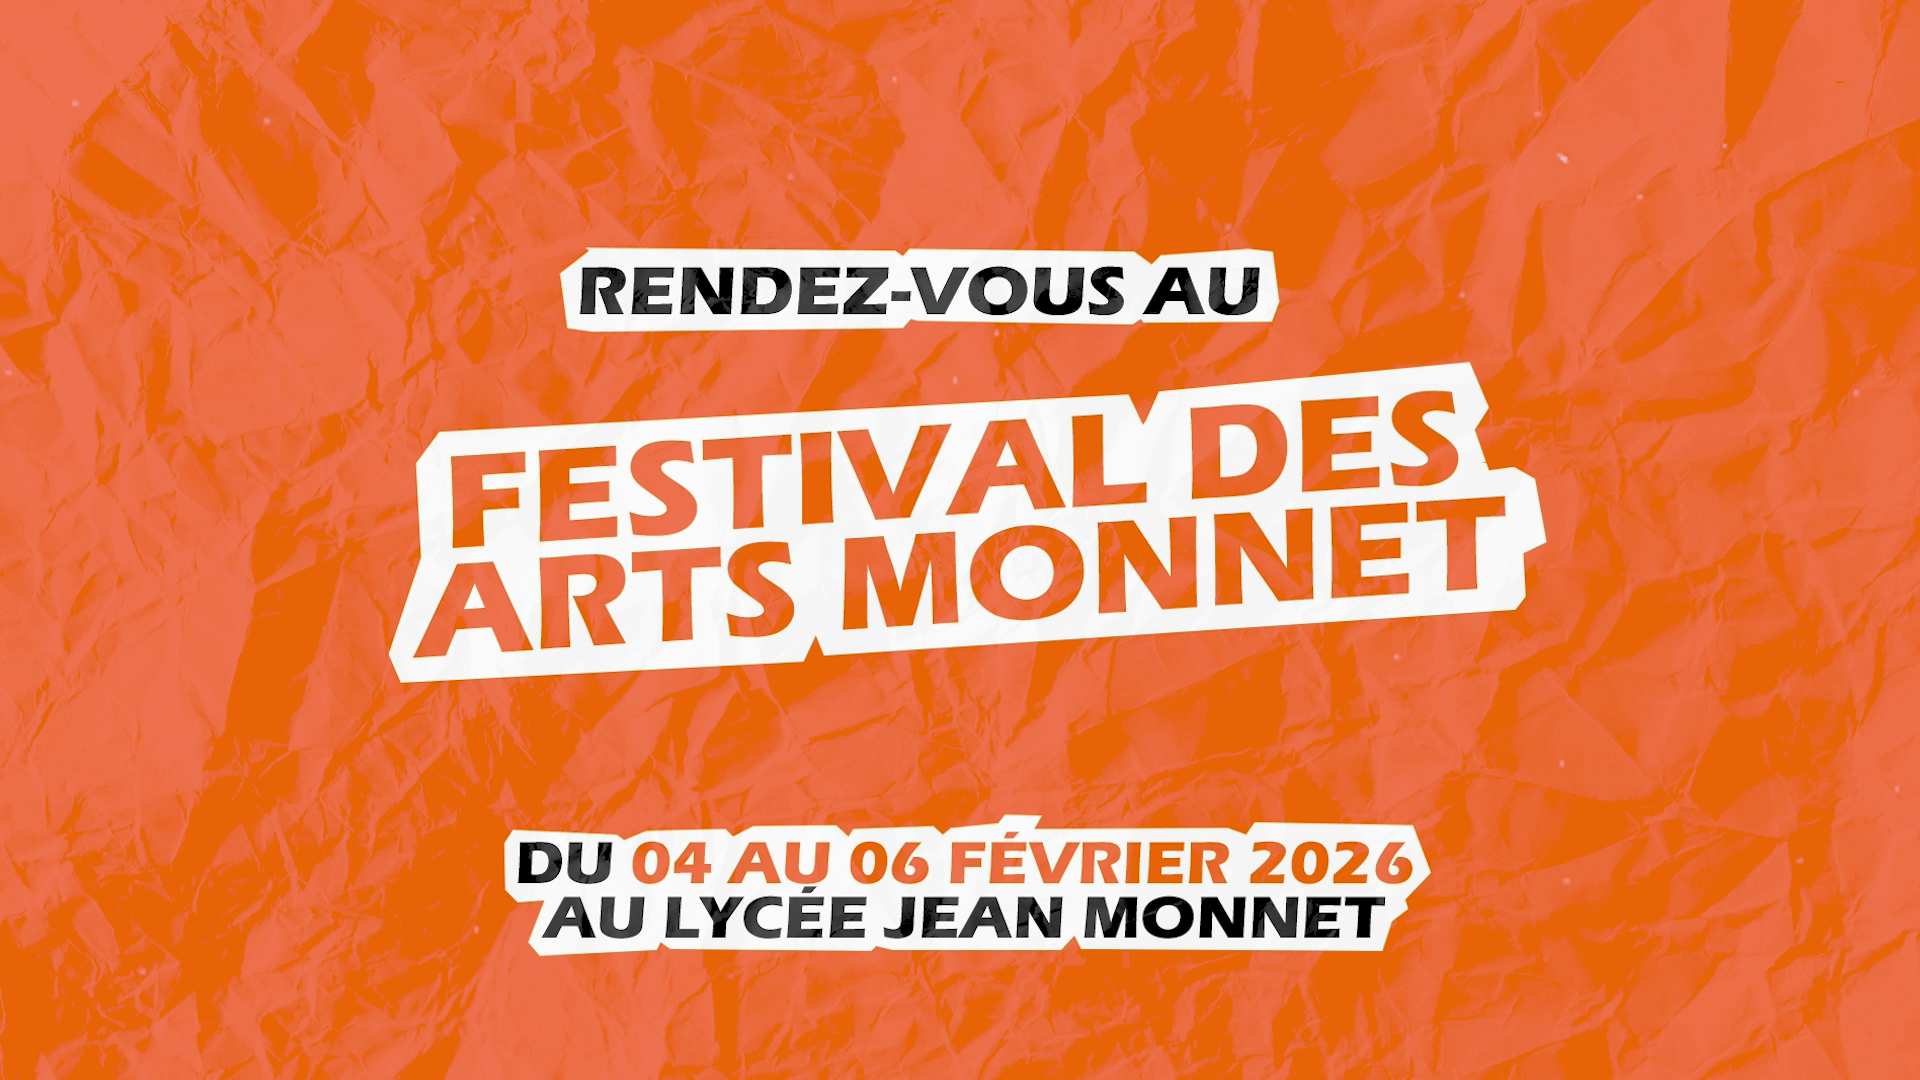 RENDEZ-VOUS AU
FESTIVAL DES
ARTS MONNET
DU 04 AU 06 FÉVRIER 2026
AU LYCÉE JEAN MONNET